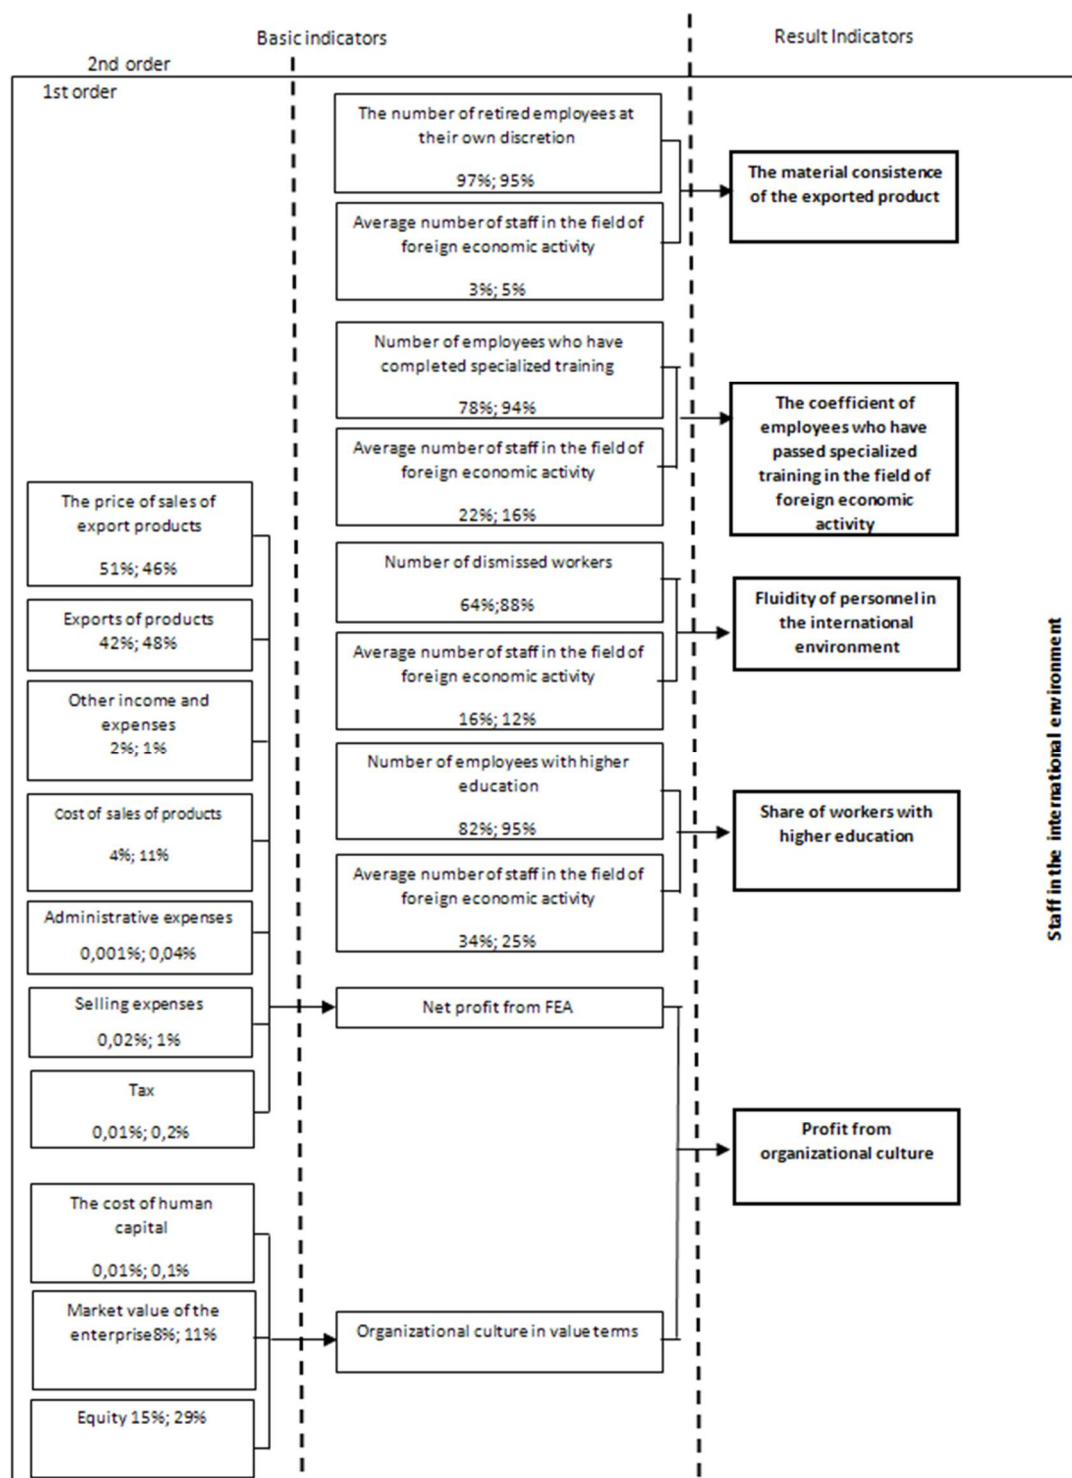 Basic indicators
Result Indicators
2nd order
1st order
The number of retired employees at
their own discretion
97%; 95%
Average number of staff in the field of
foreign economic activity
3%; 5%
The material consistence
of the exported product
Number of employees who have
completed specialized training
78%; 94%
Average number of staff in the field of
foreign economic activity
22%; 16%
The coefficient of
employees who have
passed specialized
training in the field of
foreign economic
activity
The price of sales of
export products
51%; 46%
Exports of products
42%; 48%
Other income and
expenses
2%; 1%
Cost of sales of products
4%; 11%
Administrative expenses
0,001%; 0,04%
Selling expenses
0,02%; 1%
Tax
0,01%; 0,2%
Number of dismissed workers
64%;88%
Average number of staff in the field of
foreign economic activity
16%; 12%
Fluidity of personnel in
the international
environment
Number of employees with higher
education
82%; 95%
Average number of staff in the field of
foreign economic activity
34%; 25%
Share of workers with
higher education
Net profit from FEA
Profit from
organizational culture
The cost of human
capital
0,01%; 0,1%
Market value of the
enterprise8%; 11%
Equity 15%; 29%
Organizational culture in value terms
Staff in the international environment